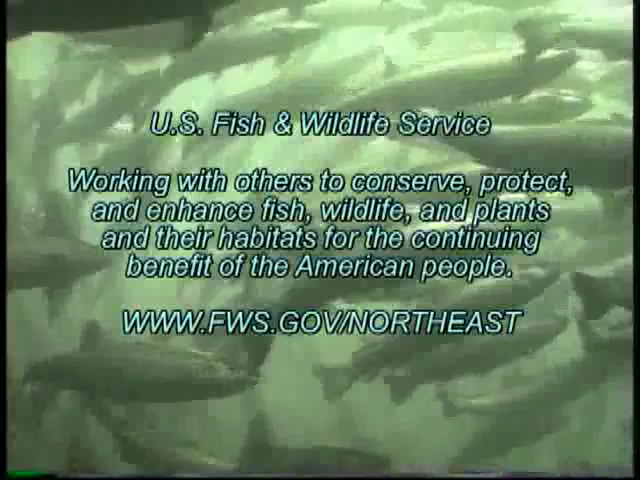 U.S. Fish & Wildlife Service
Working with others to conserve, protect,
and enhance fish, wildlife, and plants
and their habitats for the continuing
benefit of the American people.
WWW.FWS.GOV/NORTHEAST